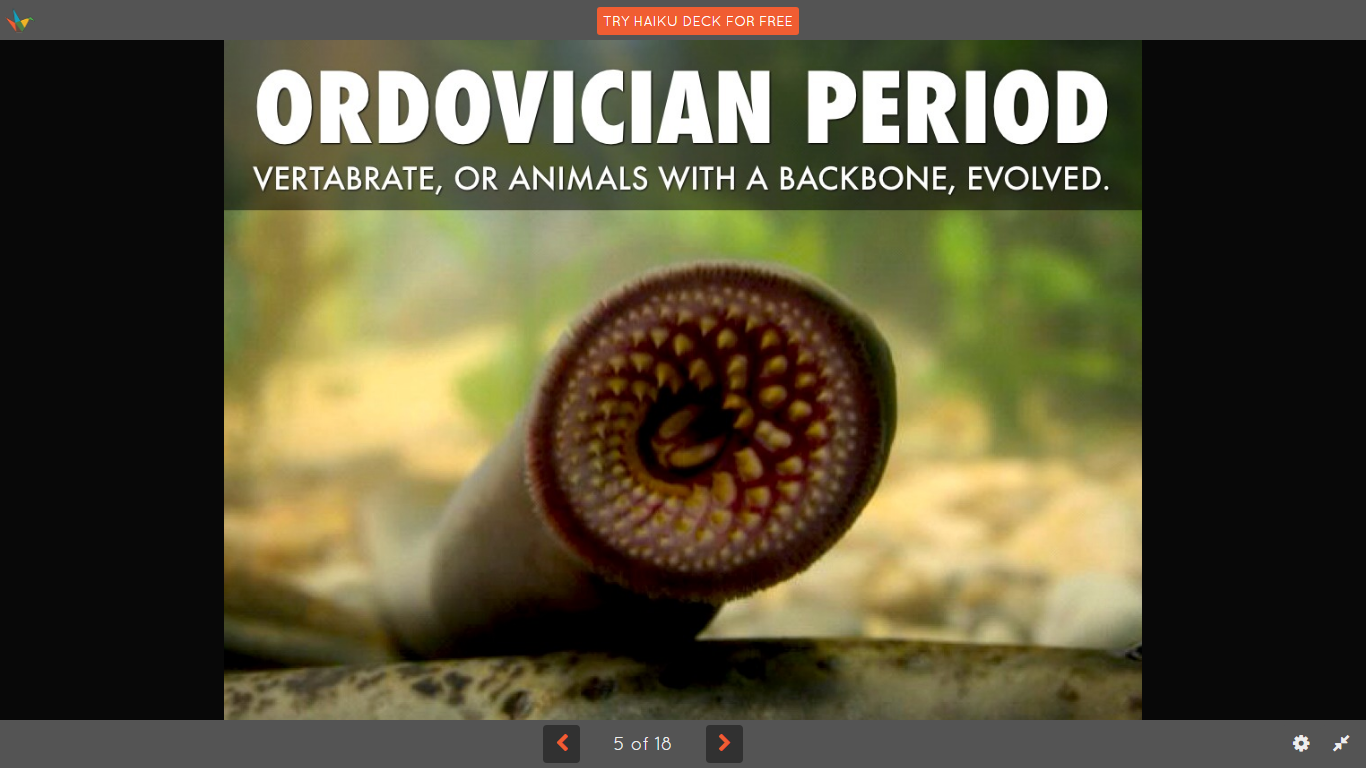 TRY HAIKU DECK FOR FREE
ORDOVICIAN PERIOD
VERTABRATE, OR ANIMALS WITH A BACKBONE, EVOLVED.
5 of 18